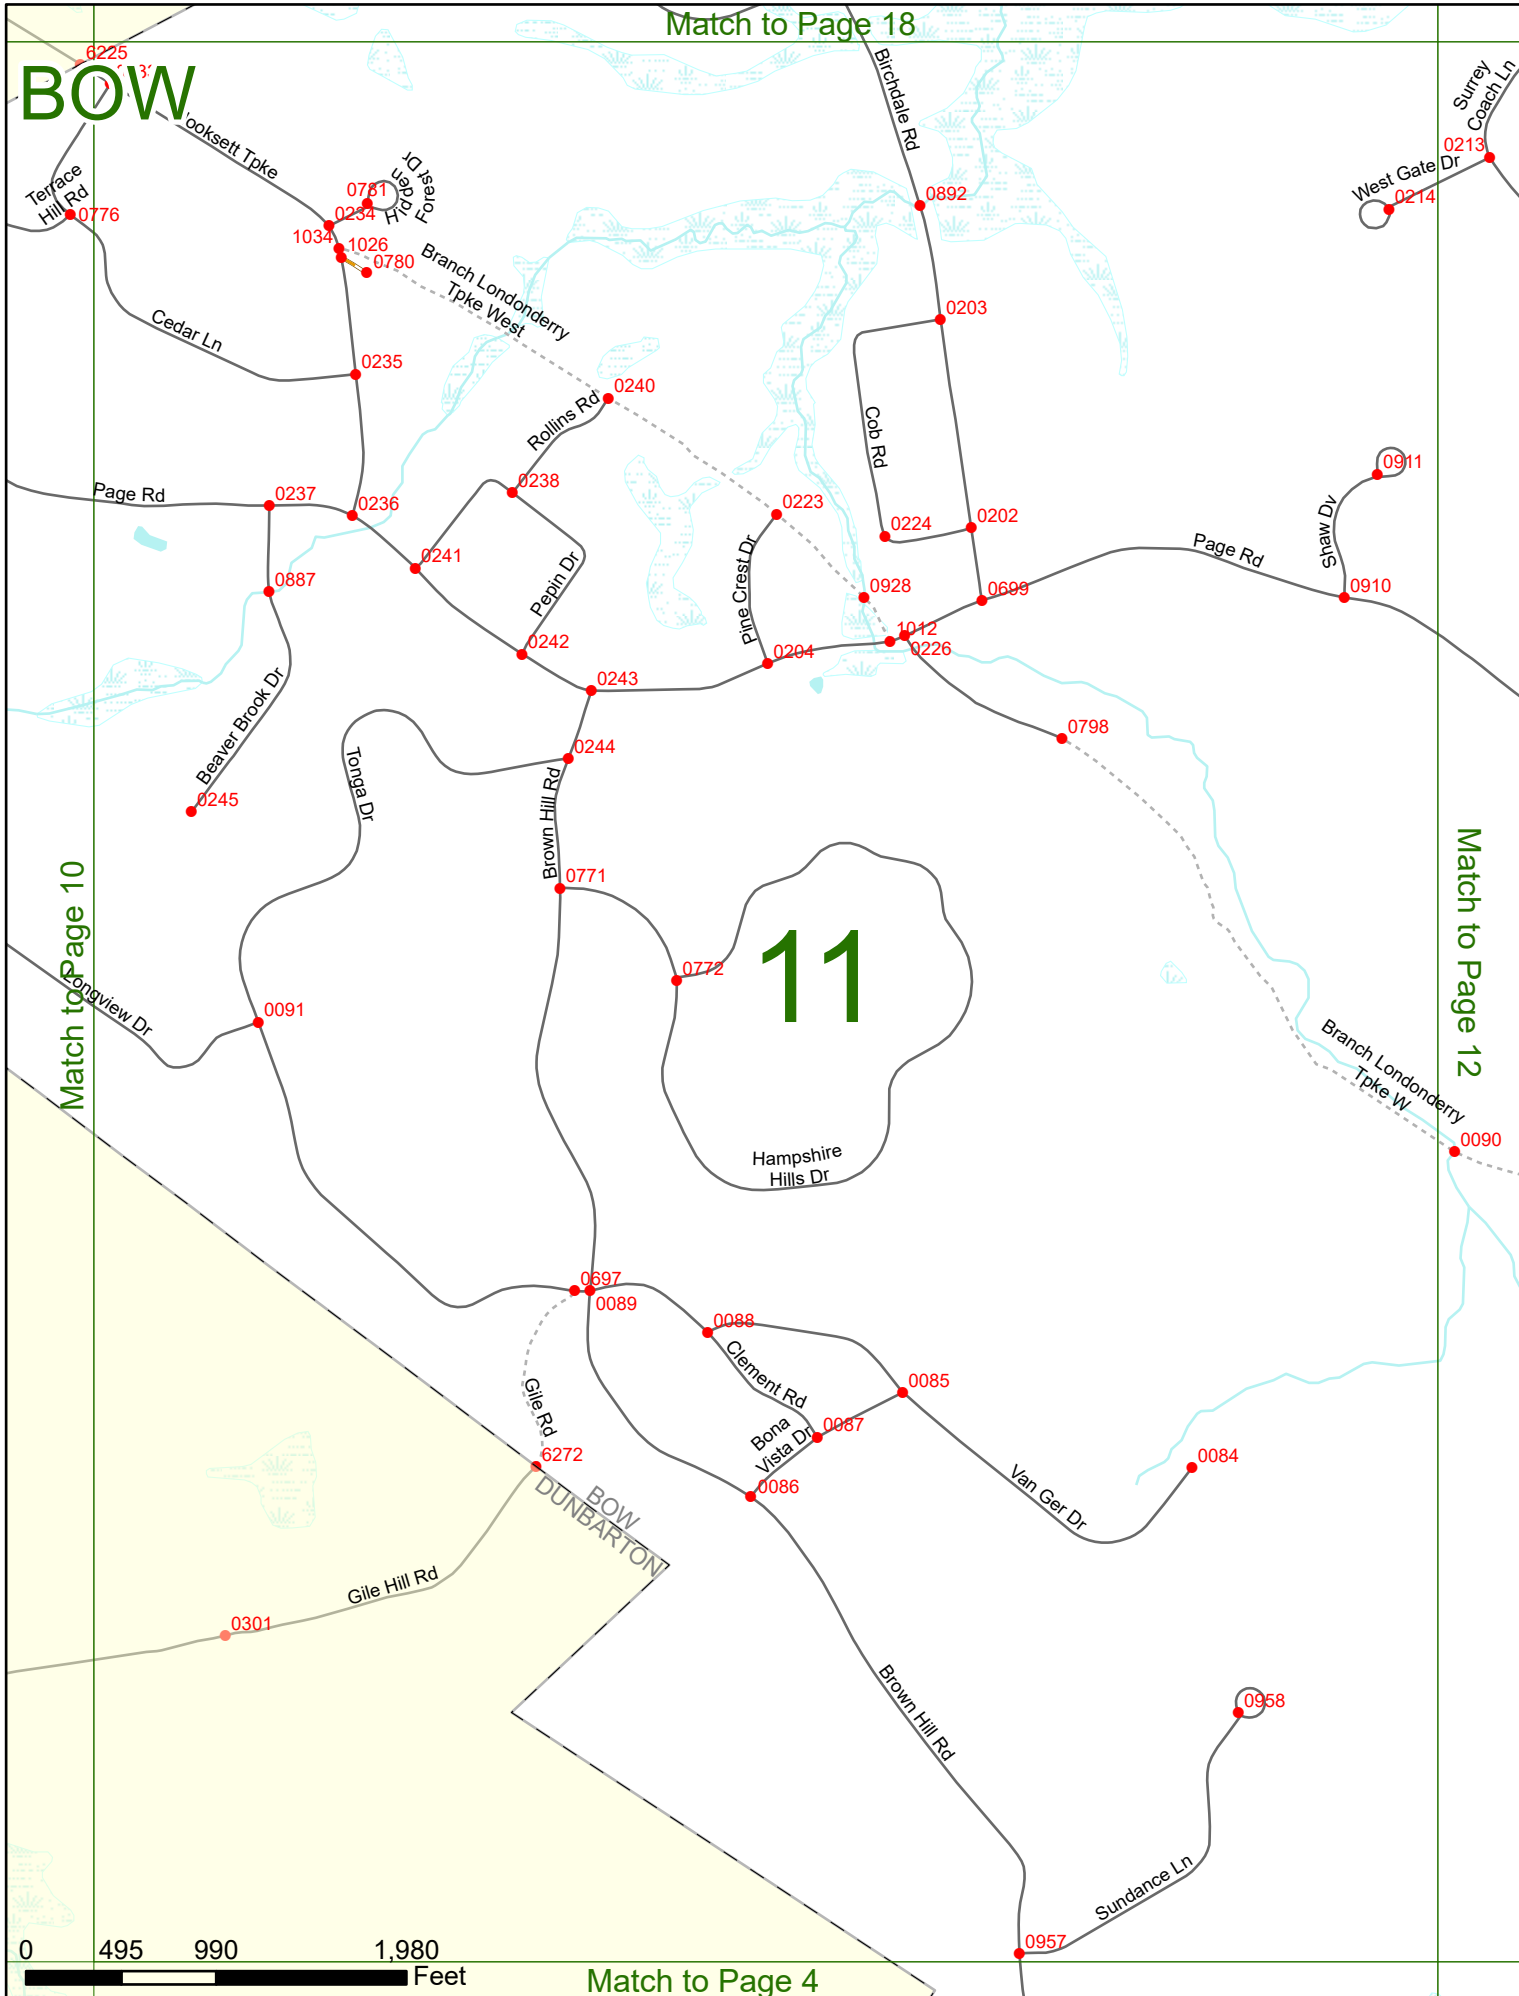 Match to Page 18
6225
BOW
Birchdale Rd
Surrey
Coach Ln
0213
West Gate Dr
0214
ooksett Tpke
Terrace
Hill Rd
0776
0781
Forest Dr
0234
1034
1026
0780
0892
Branch Londonderry
Tpke West
0203
Cedar Ln
0235
0240
Rollins Rd
Cob Rd
0911
Page Rd
0237
0236
0238
0223
0224
0202
Shaw Dv
Page Rd
0241
Pepin Dr
Pine Crest Dr
0887
0928
0699
0910
1012
0226
0242
0204
0243
Beaver Brook Dr
0245
Tonga Dr
0244
Brown Hill Rd
0798
0771
Match to Page 10
Match to Page 12
11
0772
Longview Dr
0091
Branch Londonderry
Tpke W
0090
Hampshire
Hills Dr
0697
0089
0088
Clement Rd
0085
Gile Rd
Bona
Vista Dr
0087
6272
0086
BOW
DUNBARTON
Van Ger Dr
0084
Gile Hill Rd
0301
Brown Hill Rd
0958
Sundance Ln
0957
0 495 990 1,980
Feet
Match to Page 4